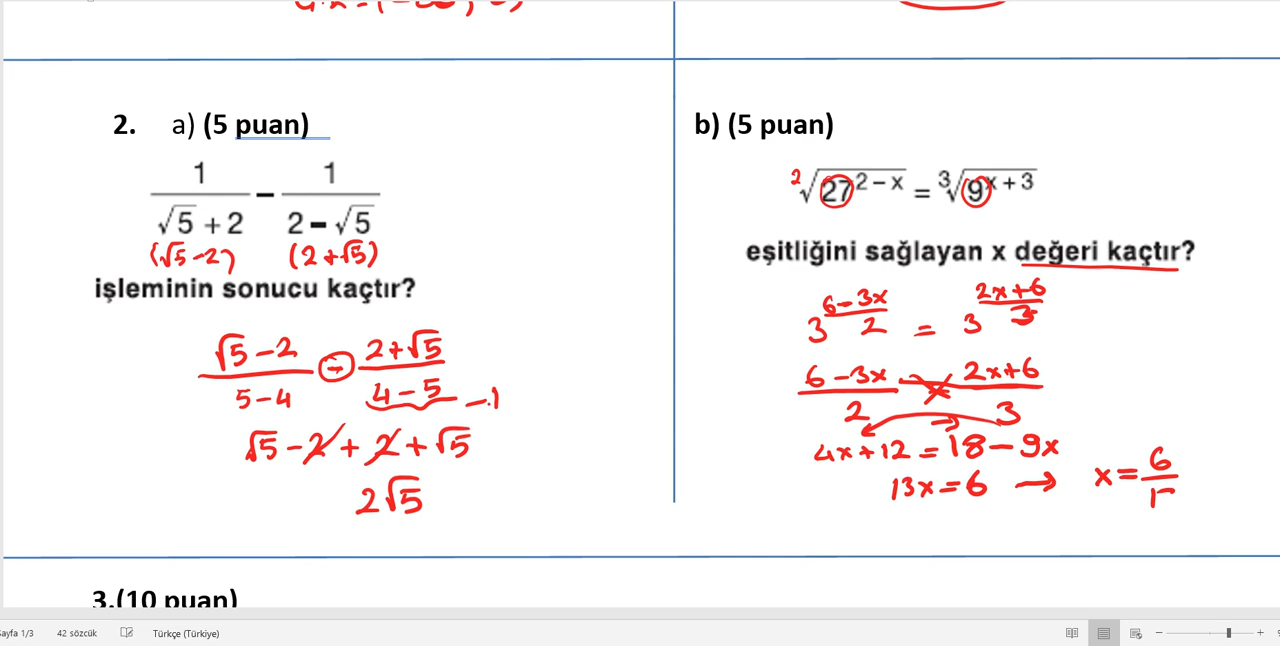 2. a) (5 puan)
1/(√5 + 2) - 1/(2 - √5)
(√5-2) (2+√5)
işleminin sonucu kaçtır?
(√5-2)/(5-4) - (2+√5)/(4-5) -1
√5-2+2+√5
2√5
b) (5 puan)
2√27^(2-x) = 3√9^(x+3)
eşitliğini sağlayan x değeri kaçtır?
3^((6-3x)/2) = 3^((2x+6)/3)
(6-3x)/2 (2x+6)/3
4x+12=18-9x
13x=6 → x=6/
3.(10 puan)
Sayfa 1/3 42 sözcük Türkçe (Türkiye)